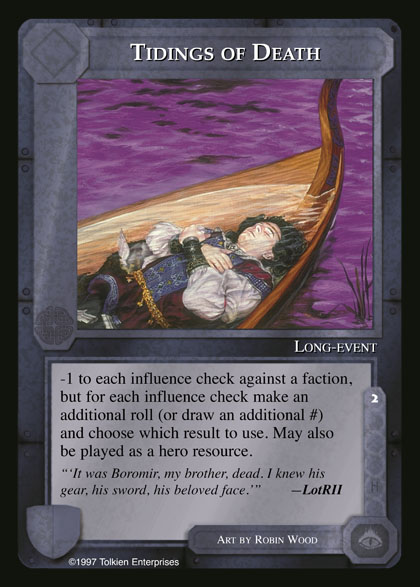 TIDINGS OF DEATH
LONG-EVENT
-1 to each influence check against a faction,
but for each influence check make an
additional roll (or draw an additional #)
and choose which result to use. May also
be played as a hero resource.
2
“‘It was Boromir, my brother, dead. I knew his
gear, his sword, his beloved face.’” —LotRII
H
ART BY ROBIN WOOD
©1997 Tolkien Enterprises